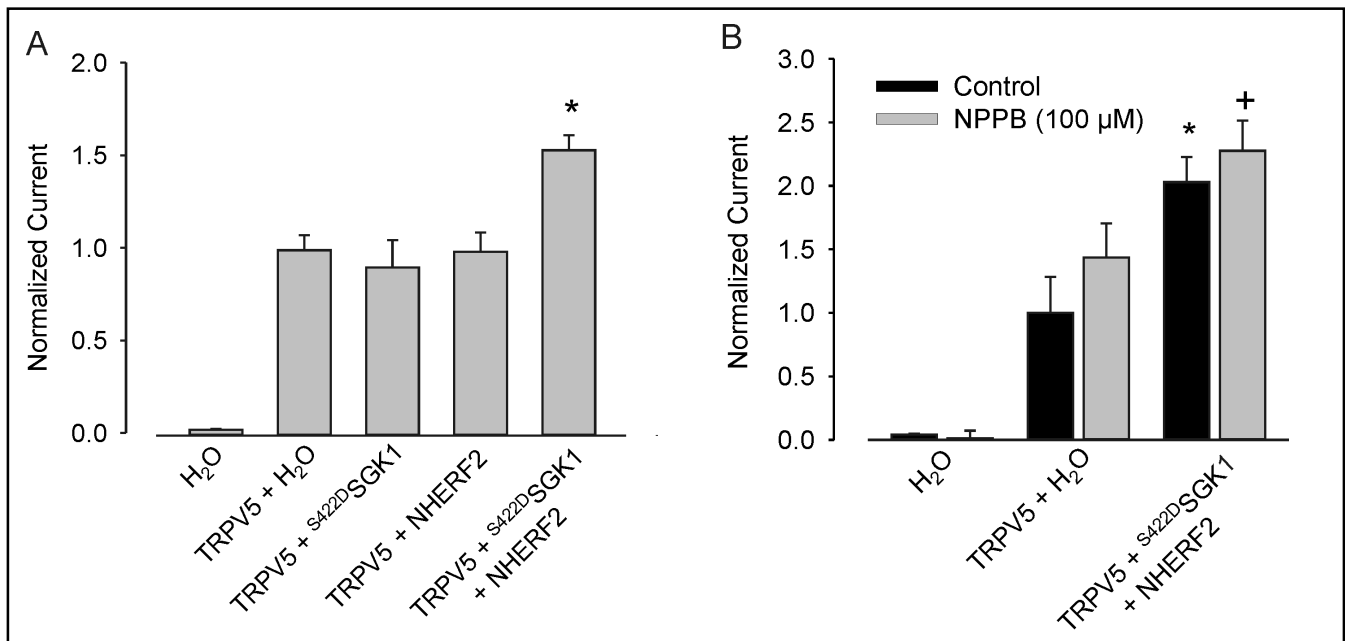 A
Normalized Current
2.0
1.5
1.0
0.5
0.0
*
H₂O
TRPV5 + H₂O
TRPV5 + ˢ⁴²²ᴰSGK1
TRPV5 + NHERF2
TRPV5 + ˢ⁴²²ᴰSGK1
+ NHERF2
B
Normalized Current
3.0
2.5
2.0
1.5
1.0
0.5
0.0
Control
NPPB (100 µM)
*
+
H₂O
TRPV5 + H₂O
TRPV5 + ˢ⁴²²ᴰSGK1
+ NHERF2